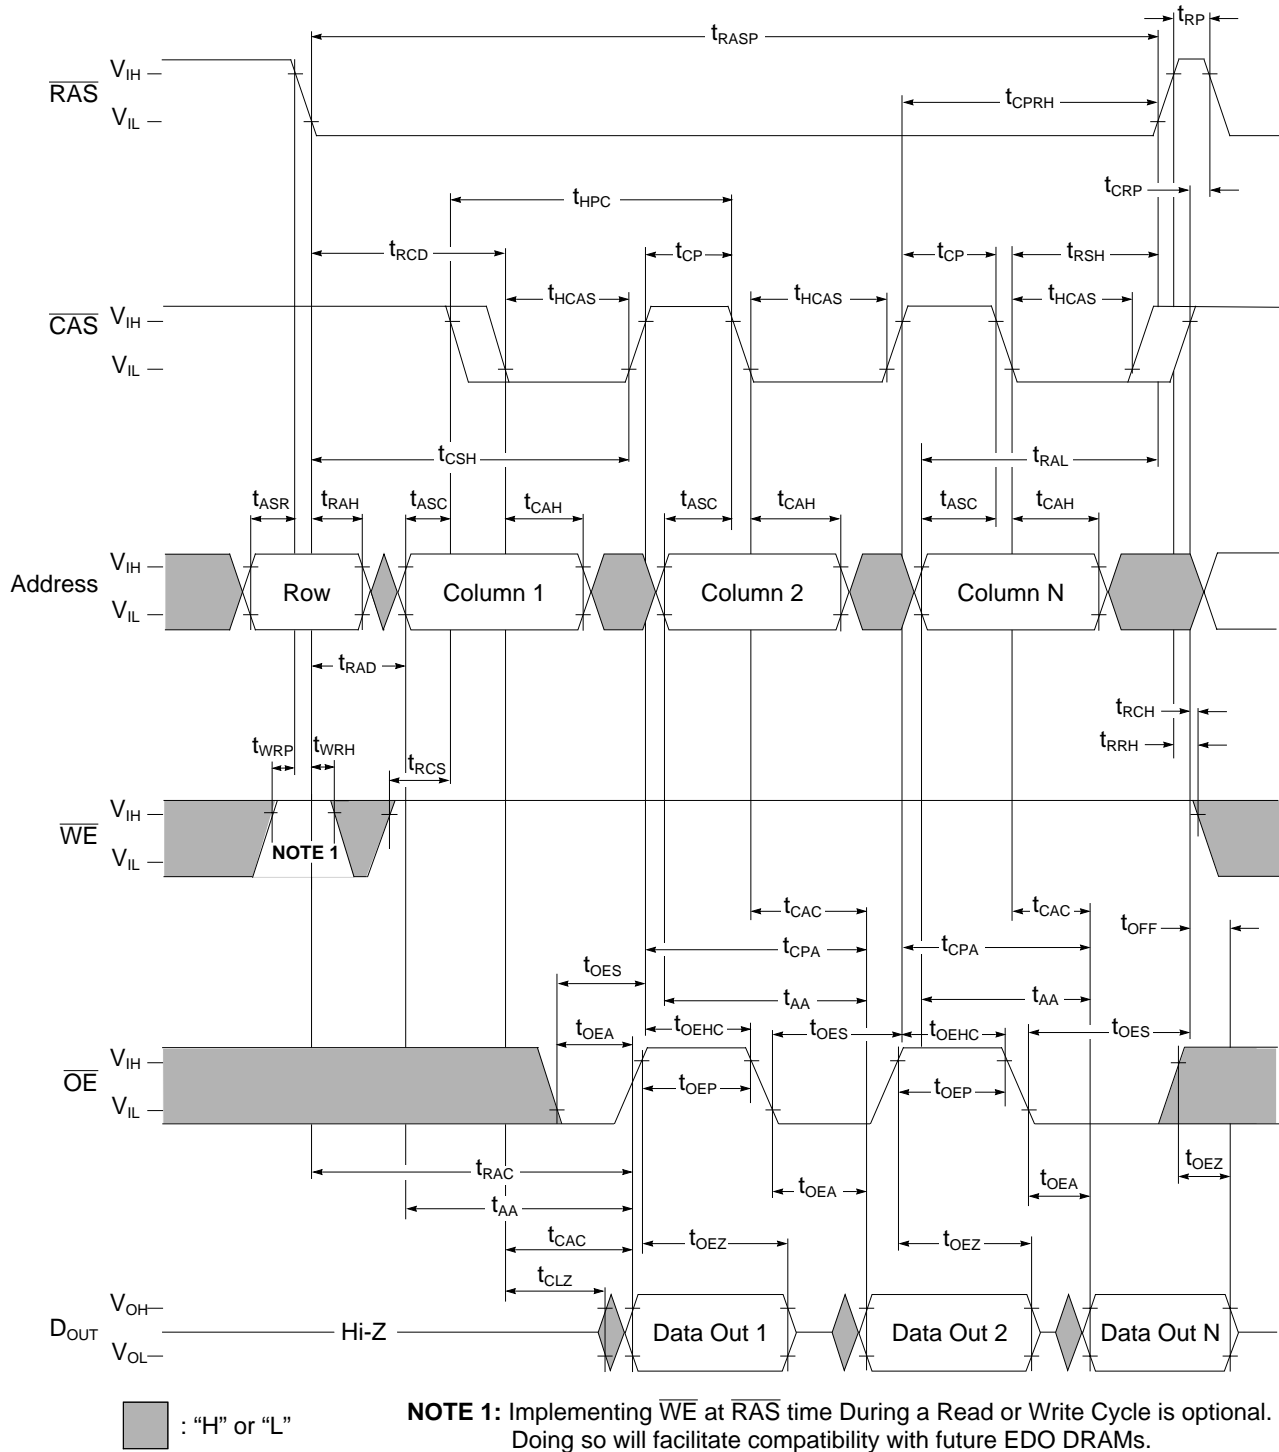 tRP
tRASP
RAS
VIH
VIL
tCPRH
tCRP
tHPC
tRCD
tCP
tCP
tRSH
tHCAS
tHCAS
tHCAS
CAS
VIH
VIL
tCSH
tRAL
tASR
tRAH
tASC
tCAH
tASC
tCAH
tASC
tCAH
Address
VIH
VIL
Row
Column 1
Column 2
Column N
tRAD
tRCH
tRRH
tWRP
tWRH
tRCS
WE
VIH
VIL
NOTE 1
tCAC
tCAC
tOFF
tCPA
tCPA
tOES
tAA
tAA
tOEA
tOEHC
tOES
tOEHC
tOES
OE
VIH
VIL
tOEP
tOEP
tRAC
tOEZ
tOEA
tOEA
tAA
tCAC
tOEZ
tOEZ
tCLZ
DOUT
VOH
VOL
Hi-Z
Data Out 1
Data Out 2
Data Out N
: “H” or “L”
NOTE 1: Implementing WE at RAS time During a Read or Write Cycle is optional.
Doing so will facilitate compatibility with future EDO DRAMs.